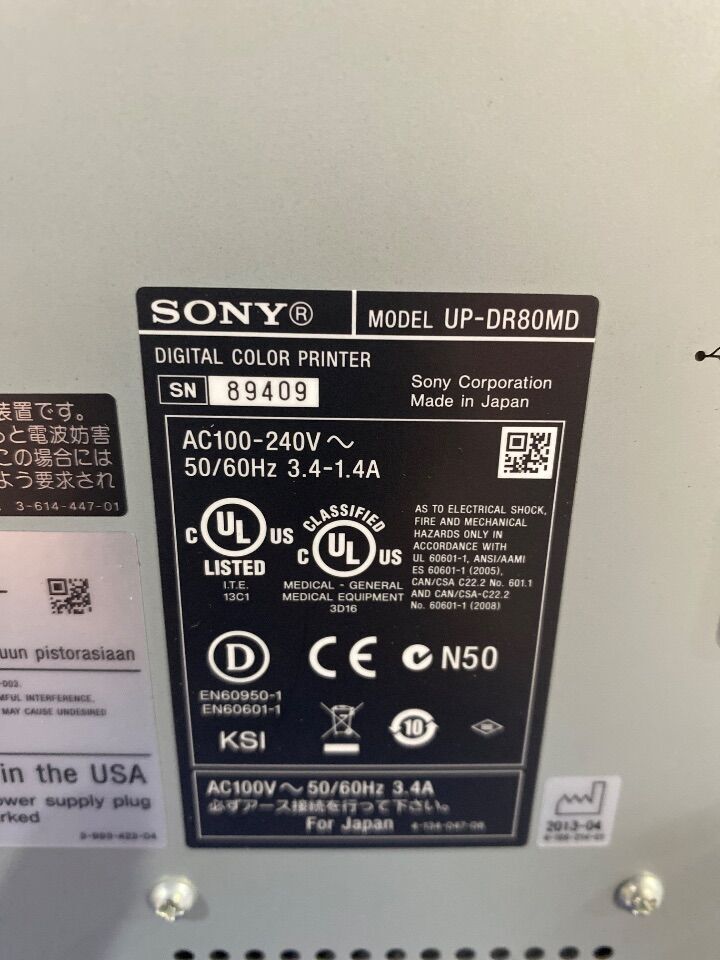 SONY®
MODEL UP-DR80MD
DIGITAL COLOR PRINTER
SN 89409
Sony Corporation
Made in Japan
AC100-240V ～
50/60Hz 3.4-1.4A
C UL US
LISTED
I.T.E.
13C1
CLASSIFIED
C UL US
MEDICAL - GENERAL
MEDICAL EQUIPMENT
3D16
AS TO ELECTRICAL SHOCK,
FIRE AND MECHANICAL
HAZARDS ONLY IN
ACCORDANCE WITH
UL 60601-1, ANSI/AAMI
ES 60601-1 (2005),
CAN/CSA C22.2 No. 601.1
AND CAN/CSA-C22.2
No. 60601-1 (2008)
D
EN60950-1
EN60601-1
CE
N50
KSI
10
AC100V ～ 50/60Hz 3.4A
必ずアース接続を行って下さい。
For Japan
2013-04
装置です。
と電波妨害
この場合には
よう要求され
3-614-447-01
uun pistorasiaan
MFUL INTERFERENCE,
MAY CAUSE UNDESIRED
in the USA
ower supply plug
rked